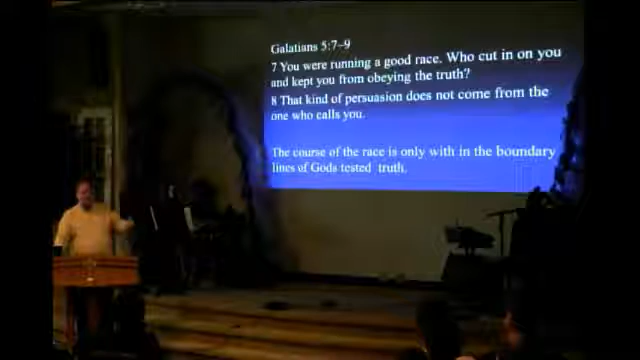 Galatians 5:7–9
7 You were running a good race. Who cut in on you
and kept you from obeying the truth?
8 That kind of persuasion does not come from the
one who calls you.
The course of the race is only with in the boundary
lines of Gods tested truth.